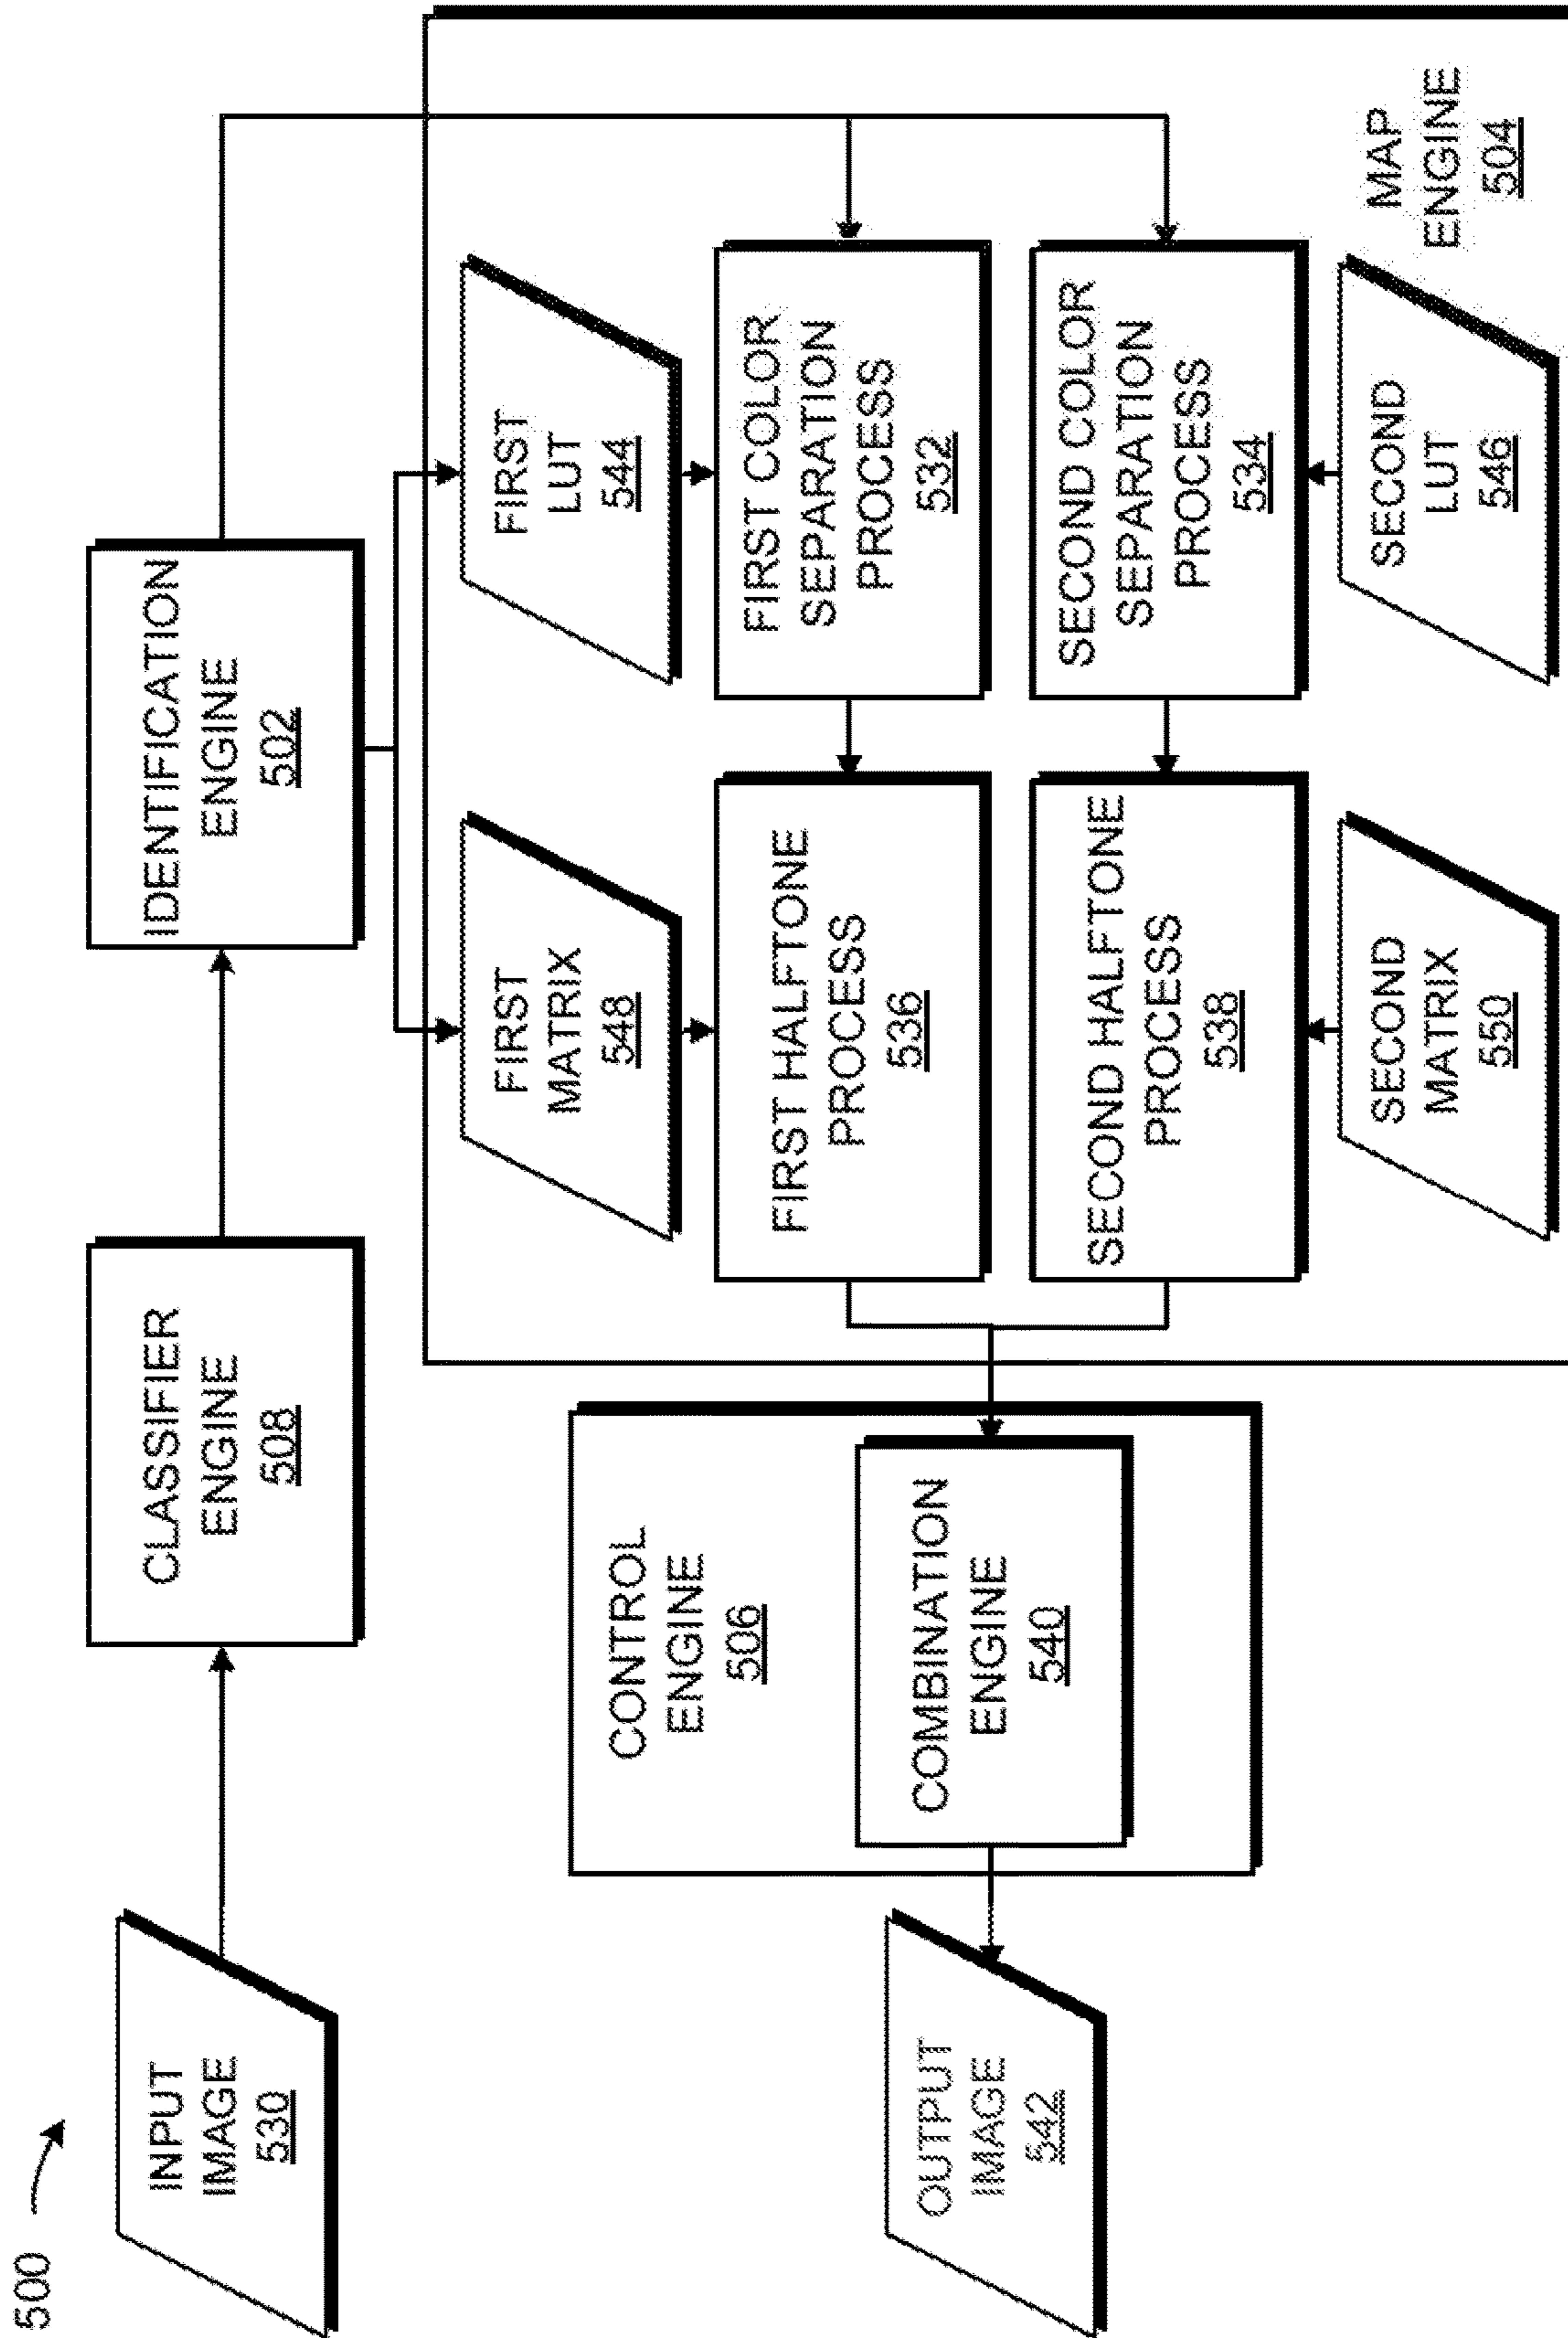 500
INPUT
IMAGE
530
CLASSIFIER
ENGINE
508
IDENTIFICATION
ENGINE
502
OUTPUT
IMAGE
542
CONTROL
ENGINE
506
COMBINATION
ENGINE
540
FIRST
MATRIX
548
FIRST
LUT
544
FIRST HALFTONE
PROCESS
536
FIRST COLOR
SEPARATION
PROCESS
532
SECOND HALFTONE
PROCESS
538
SECOND COLOR
SEPARATION
PROCESS
534
SECOND
MATRIX
550
SECOND
LUT
546
MAP
ENGINE
504